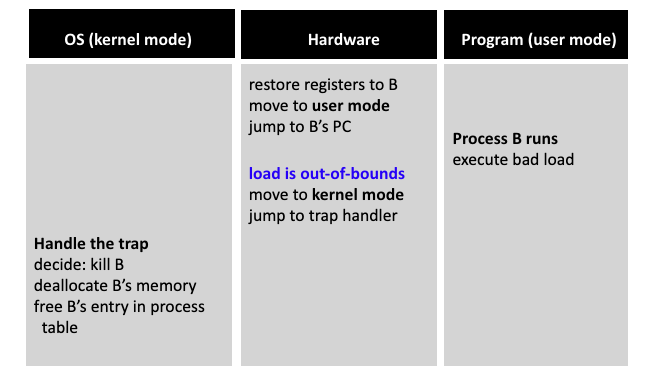 OS (kernel mode)
Hardware
Program (user mode)
restore registers to B
move to user mode
jump to B's PC
Process B runs
execute bad load
load is out-of-bounds
move to kernel mode
jump to trap handler
Handle the trap
decide: kill B
deallocate B's memory
free B's entry in process
table